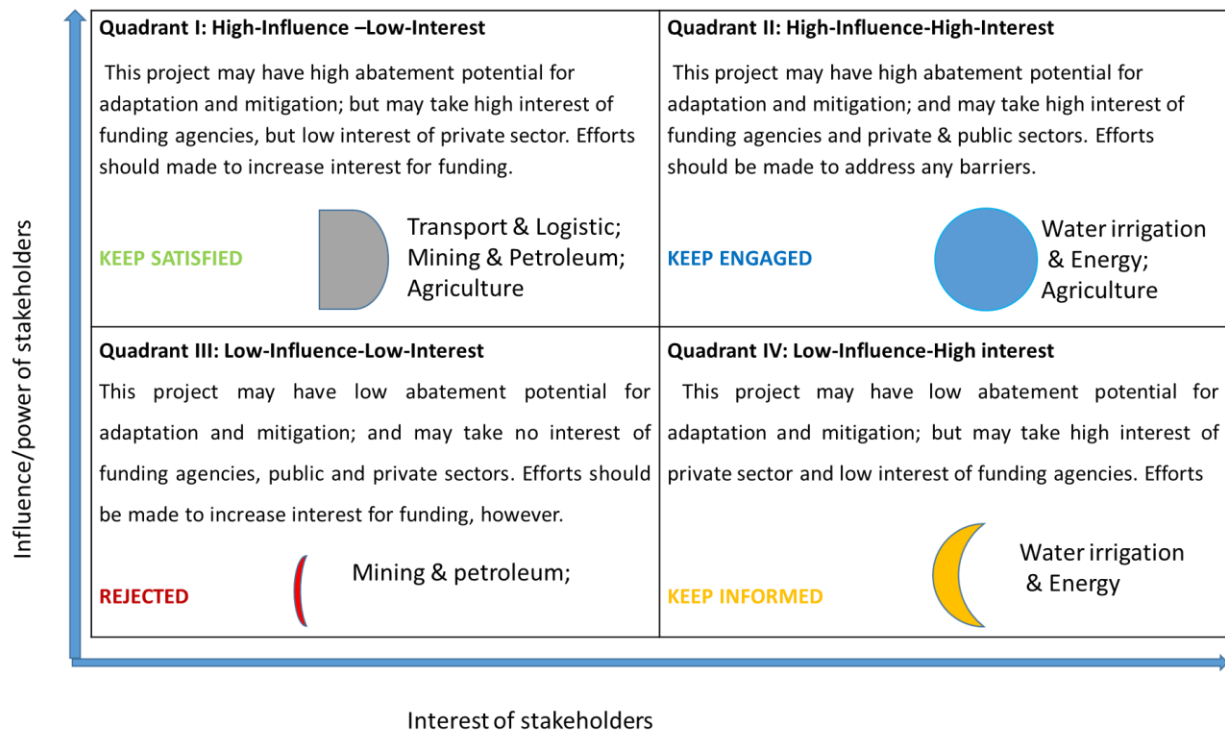 Influence/power of stakeholders
Quadrant I: High-Influence –Low-Interest
This project may have high abatement potential for
adaptation and mitigation; but may take high interest of
funding agencies, but low interest of private sector. Efforts
should made to increase interest for funding.
KEEP SATISFIED
Transport & Logistic;
Mining & Petroleum;
Agriculture
Quadrant II: High-Influence-High-Interest
This project may have high abatement potential for
adaptation and mitigation; and may take high interest of
funding agencies and private & public sectors. Efforts
should be made to address any barriers.
KEEP ENGAGED
Water irrigation
& Energy;
Agriculture
Quadrant III: Low-Influence-Low-Interest
This project may have low abatement potential for
adaptation and mitigation; and may take no interest of
funding agencies, public and private sectors. Efforts should
be made to increase interest for funding, however.
REJECTED
Mining & petroleum;
Quadrant IV: Low-Influence-High interest
This project may have low abatement potential for
adaptation and mitigation; but may take high interest of
private sector and low interest of funding agencies. Efforts
KEEP INFORMED
Water irrigation
& Energy
Interest of stakeholders